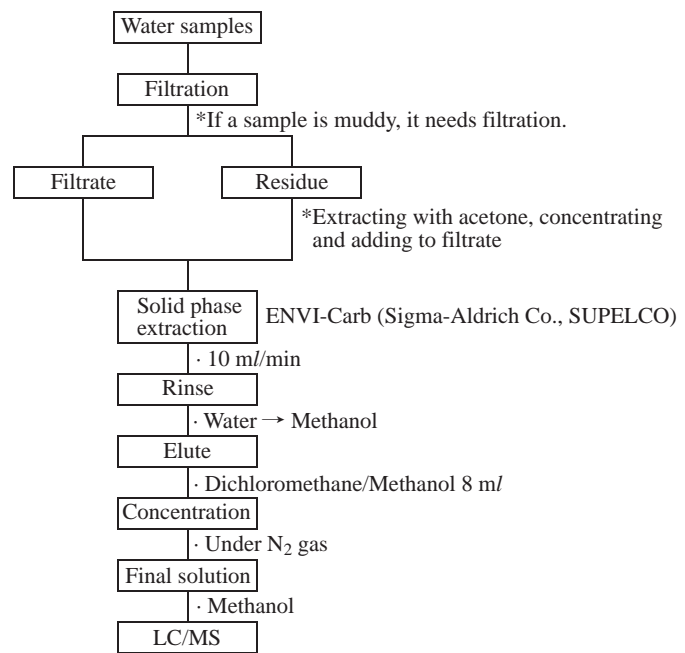 Water samples
Filtration
*If a sample is muddy, it needs filtration.
Filtrate
Residue
*Extracting with acetone, concentrating
and adding to filtrate
Solid phase
extraction
ENVI-Carb (Sigma-Aldrich Co., SUPELCO)
· 10 ml/min
Rinse
· Water → Methanol
Elute
· Dichloromethane/Methanol 8 ml
Concentration
· Under N₂ gas
Final solution
· Methanol
LC/MS